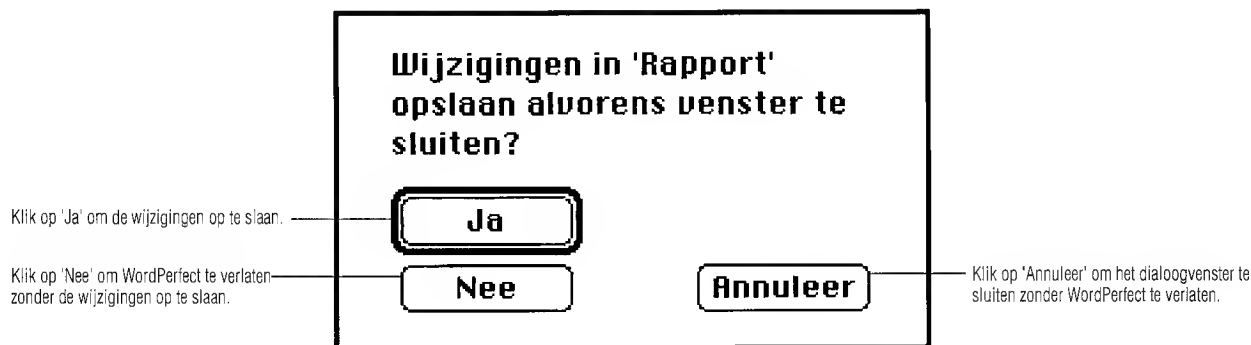 Wijzigingen in 'Rapport'
opslaan alvorens venster te
sluiten?
Klik op 'Ja' om de wijzigingen op te slaan.
Ja
Klik op 'Nee' om WordPerfect te verlaten
zonder de wijzigingen op te slaan.
Nee
Annuleer
Klik op 'Annuleer' om het dialoogvenster te
sluiten zonder WordPerfect te verlaten.